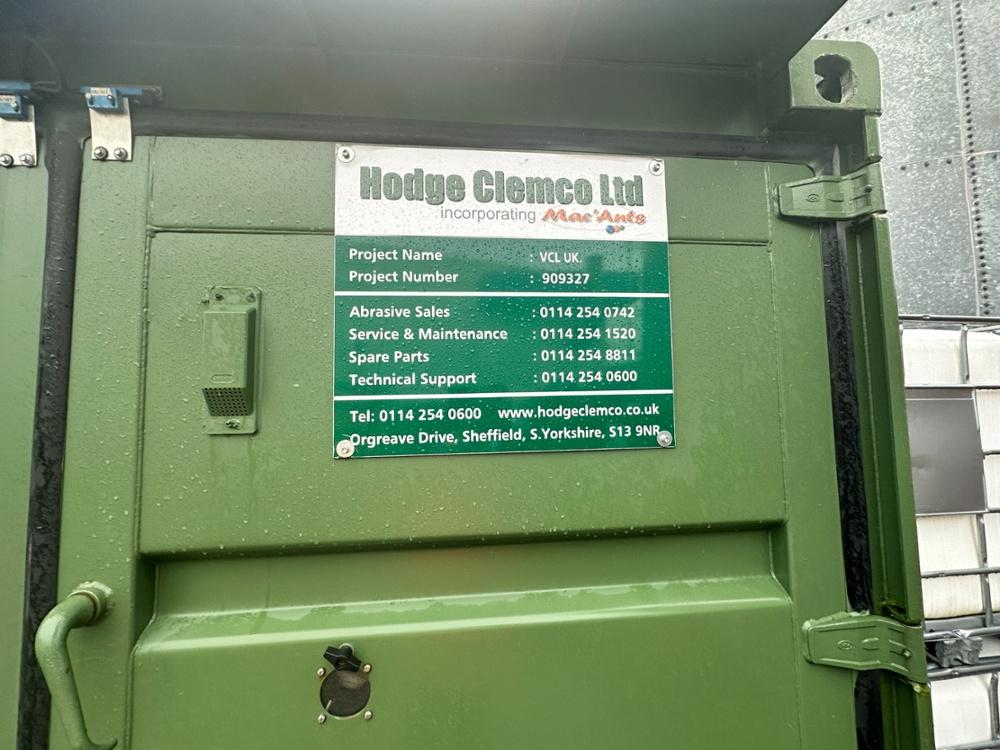 Hodge Clemco Ltd
incorporating Mac'Ants
Project Name : VCL UK.
Project Number : 909327
Abrasive Sales : 0114 254 0742
Service & Maintenance : 0114 254 1520
Spare Parts : 0114 254 8811
Technical Support : 0114 254 0600
Tel: 0114 254 0600 www.hodgeclemco.co.uk
Orgreave Drive, Sheffield, S.Yorkshire, S13 9NR